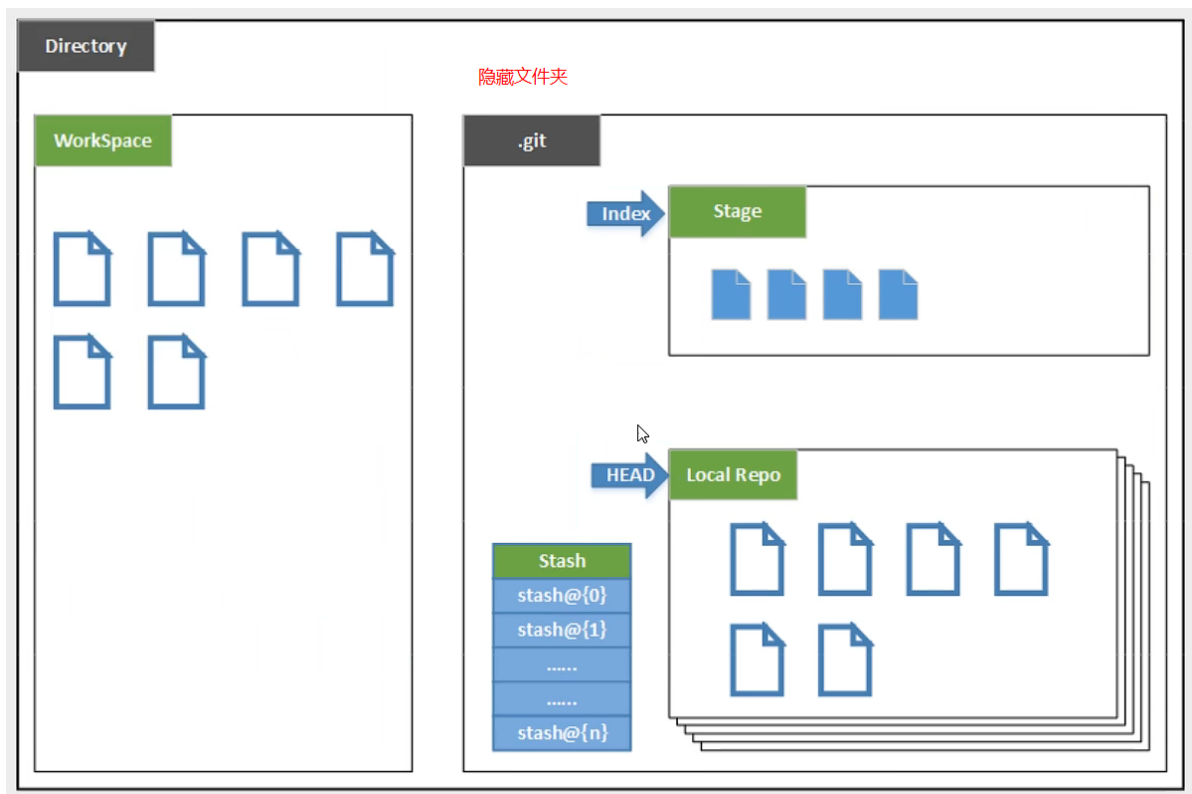 Directory
隐藏文件夹
WorkSpace
.git
Index
Stage
HEAD
Local Repo
Stash
stash@{0}
stash@{1}
......
......
stash@{n}